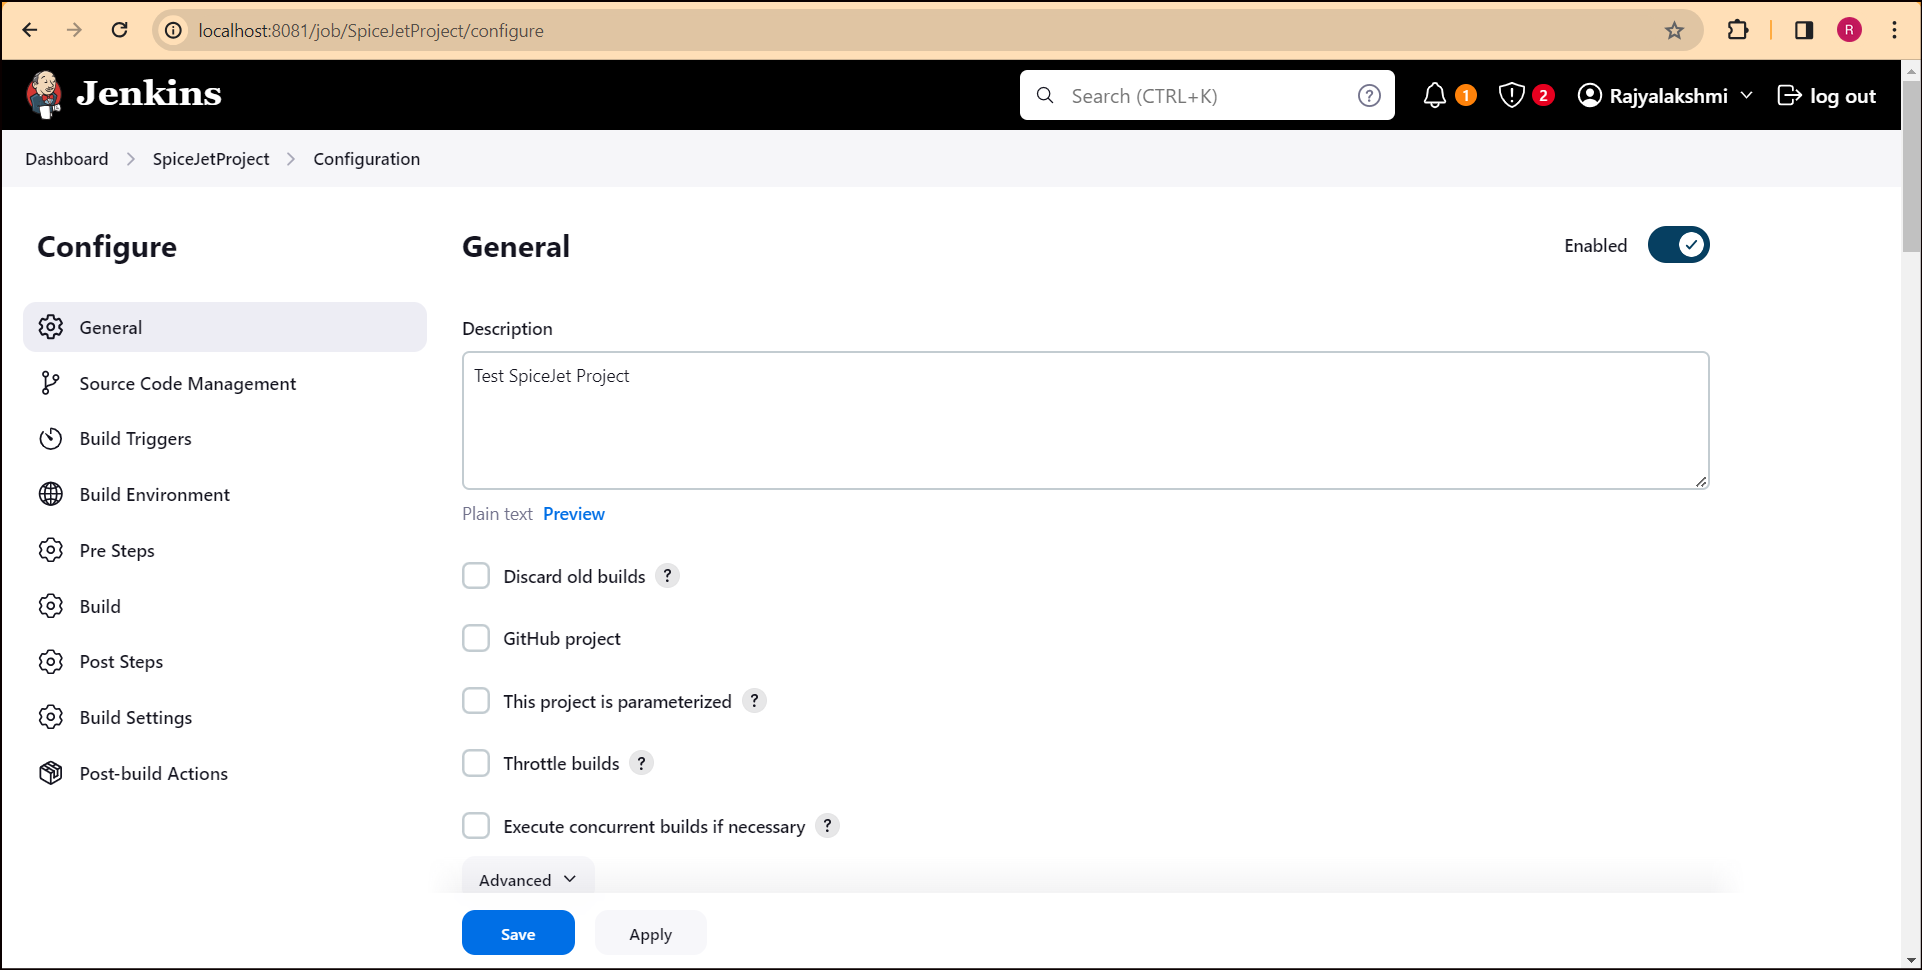 localhost:8081/job/SpiceJetProject/configure
R
Jenkins
Search (CTRL+K)
?
1
2
Rajyalakshmi
log out
Dashboard > SpiceJetProject > Configuration
Configure
General
Source Code Management
Build Triggers
Build Environment
Pre Steps
Build
Post Steps
Build Settings
Post-build Actions
General
Enabled
Description
Test SpiceJet Project
Plain text Preview
Discard old builds ?
GitHub project
This project is parameterized ?
Throttle builds ?
Execute concurrent builds if necessary ?
Advanced
Save
Apply